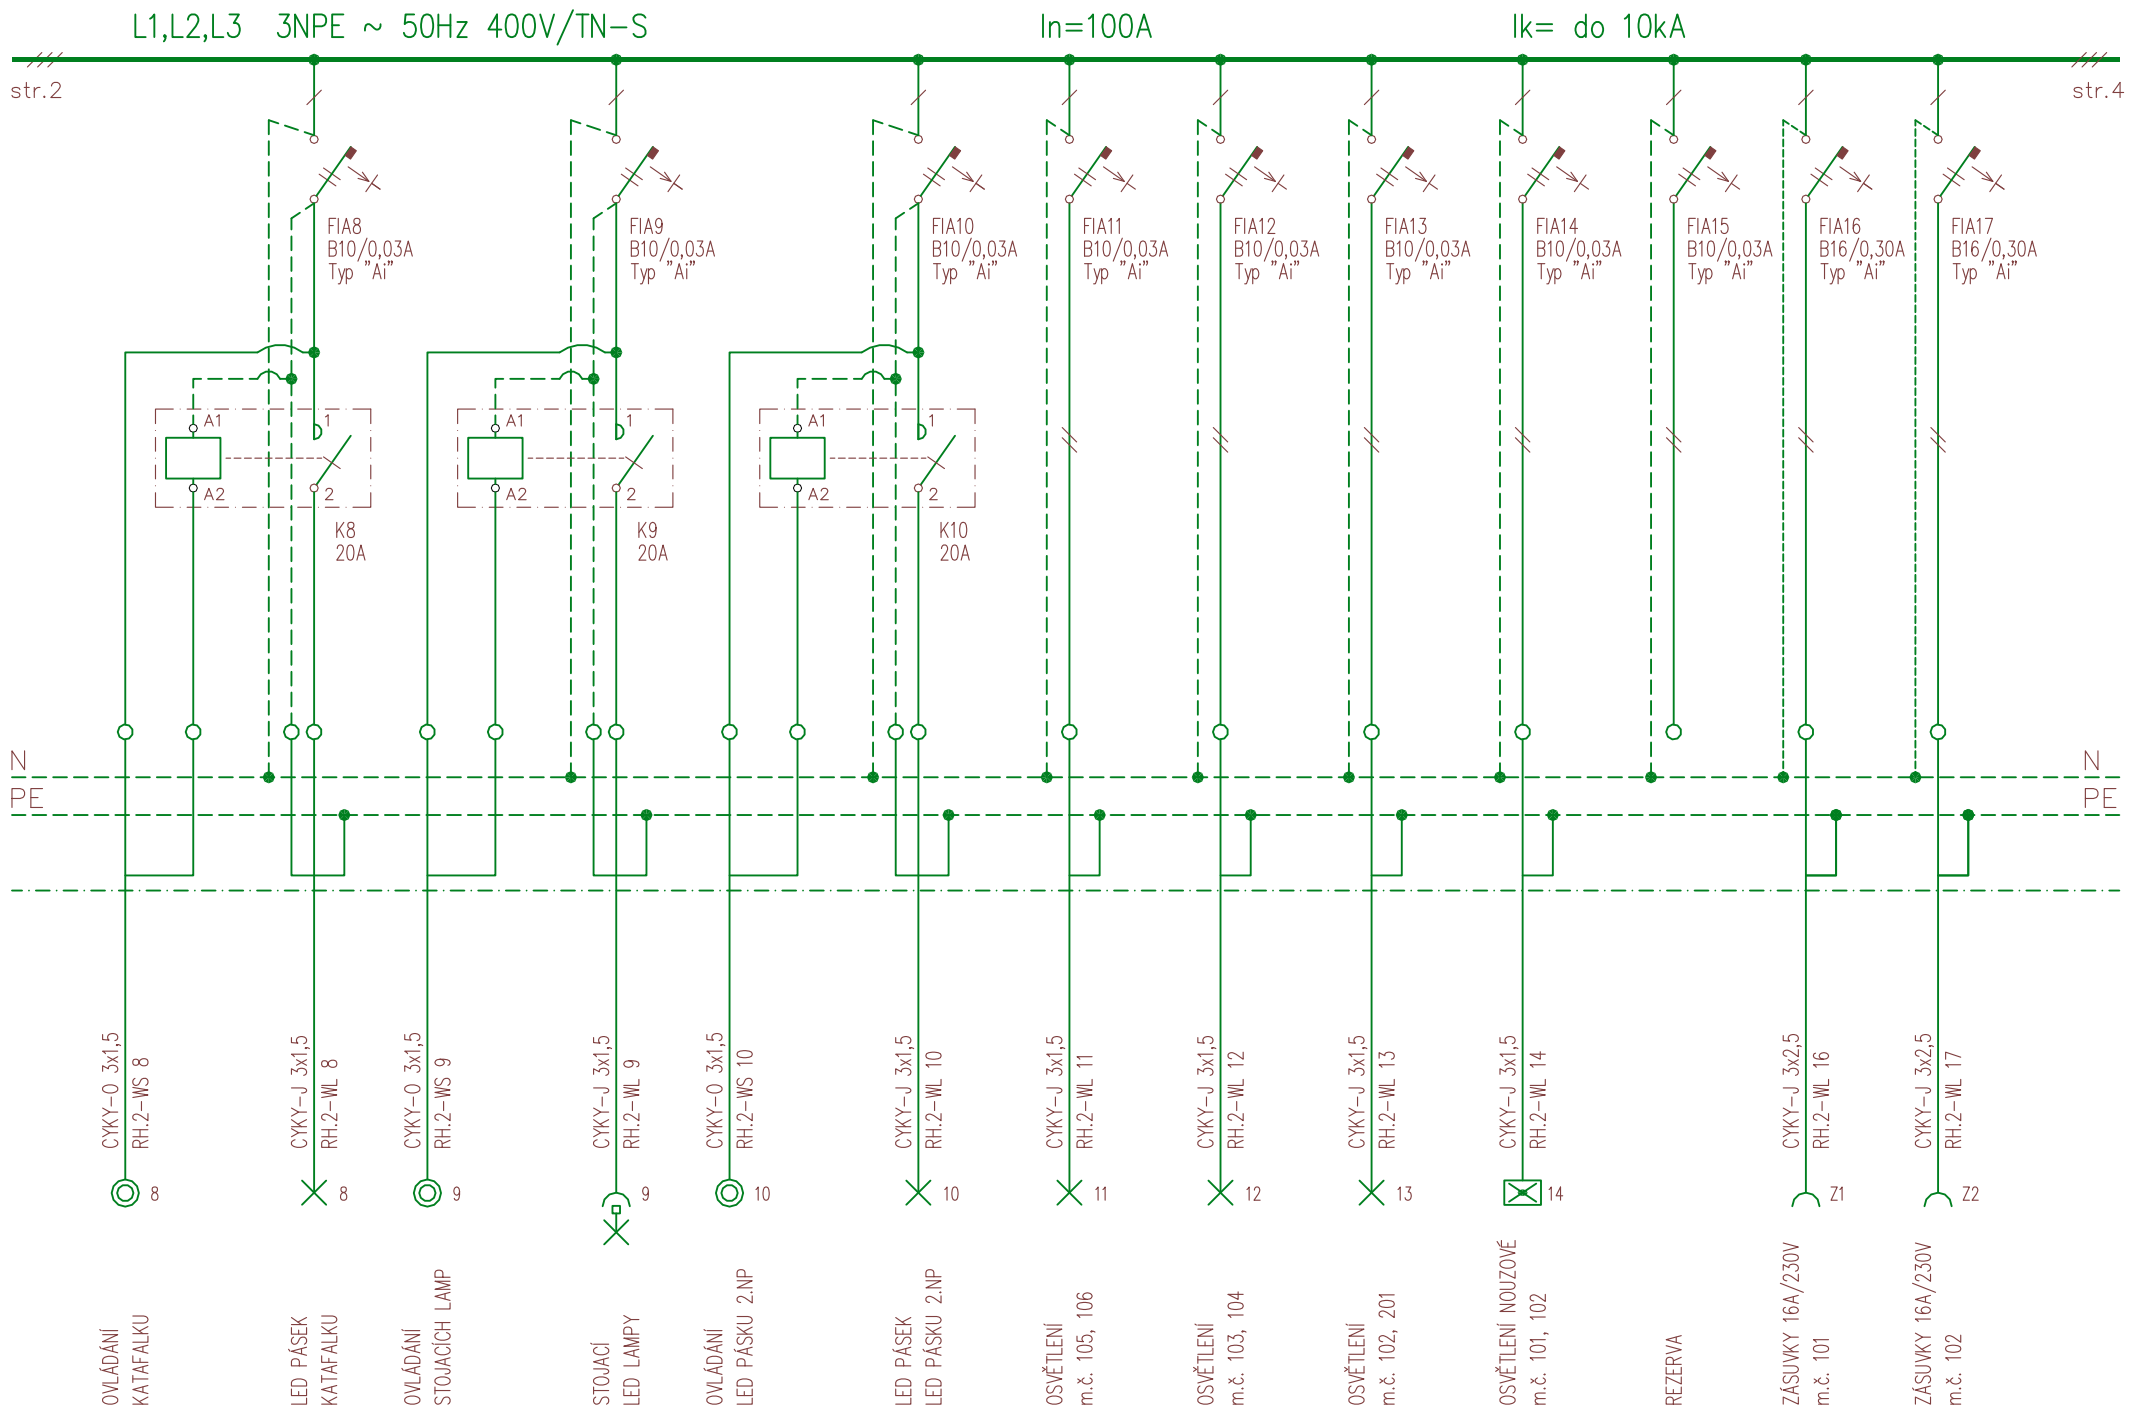 L1,L2,L3   3NPE ~ 50Hz 400V/TN-S
In=100A
Ik= do 10kA
str.2
str.4
FIA8
B10/0,03A
Typ "Ai"
FIA9
B10/0,03A
Typ "Ai"
FIA10
B10/0,03A
Typ "Ai"
FIA11
B10/0,03A
Typ "Ai"
FIA12
B10/0,03A
Typ "Ai"
FIA13
B10/0,03A
Typ "Ai"
FIA14
B10/0,03A
Typ "Ai"
FIA15
B10/0,03A
Typ "Ai"
FIA16
B16/0,30A
Typ "Ai"
FIA17
B16/0,30A
Typ "Ai"
A1
1
A2
2
K8
20A
A1
1
A2
2
K9
20A
A1
1
A2
2
K10
20A
N
N
PE
PE
CYKY-O 3x1,5
RH.2-WS 8
CYKY-J 3x1,5
RH.2-WL 8
CYKY-O 3x1,5
RH.2-WS 9
CYKY-J 3x1,5
RH.2-WL 9
CYKY-O 3x1,5
RH.2-WS 10
CYKY-J 3x1,5
RH.2-WL 10
CYKY-J 3x1,5
RH.2-WL 11
CYKY-J 3x1,5
RH.2-WL 12
CYKY-J 3x1,5
RH.2-WL 13
CYKY-J 3x1,5
RH.2-WL 14
CYKY-J 3x2,5
RH.2-WL 16
CYKY-J 3x2,5
RH.2-WL 17
8
8
9
9
10
10
11
12
13
14
Z1
Z2
OVLÁDÁNÍ
KATAFALKU
LED PÁSEK
KATAFALKU
OVLÁDÁNÍ
STOJACÍCH LAMP
STOJACÍ
LED LAMPY
OVLÁDÁNÍ
LED PÁSKU 2.NP
LED PÁSEK
LED PÁSKU 2.NP
OSVĚTLENÍ
m.č. 105, 106
OSVĚTLENÍ
m.č. 103, 104
OSVĚTLENÍ
m.č. 102, 201
OSVĚTLENÍ NOUZOVÉ
m.č. 101, 102
REZERVA
ZÁSUVKY 16A/230V
m.č. 101
ZÁSUVKY 16A/230V
m.č. 102